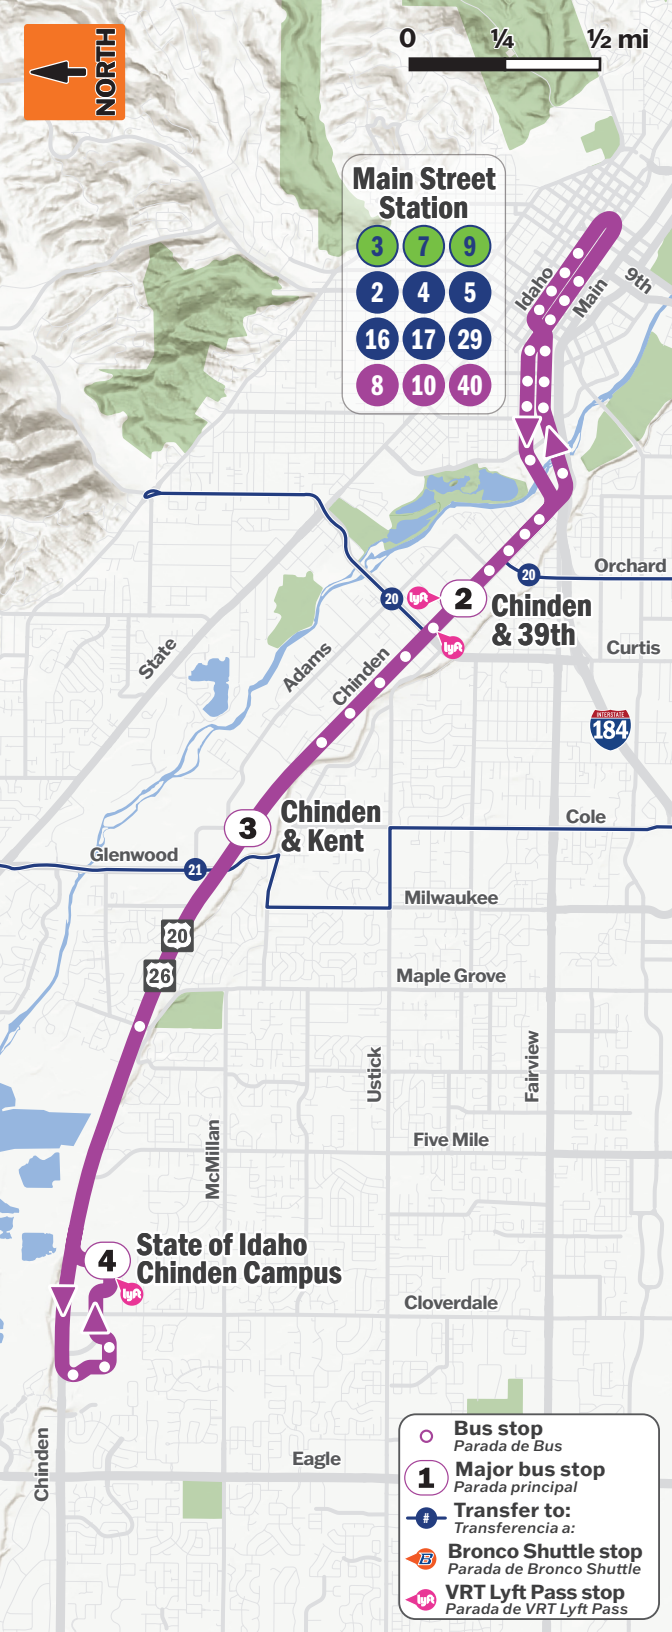 NORTH
0 ¼ ½ mi
Main Street
Station
3 7 9
2 4 5
16 17 29
8 10 40
Idaho
Main
9th
Orchard
20
20
lyft
2
Chinden
& 39th
lyft
Curtis
State
Adams
Chinden
INTERSTATE
184
3
Chinden
& Kent
Cole
Glenwood
21
Milwaukee
20
26
Maple Grove
Ustick
Fairview
McMillan
Five Mile
4
State of Idaho
Chinden Campus
lyft
Cloverdale
Chinden
Eagle
Bus stop
Parada de Bus
1
Major bus stop
Parada principal
#
Transfer to:
Transferencia a:
B
Bronco Shuttle stop
Parada de Bronco Shuttle
lyft
VRT Lyft Pass stop
Parada de VRT Lyft Pass